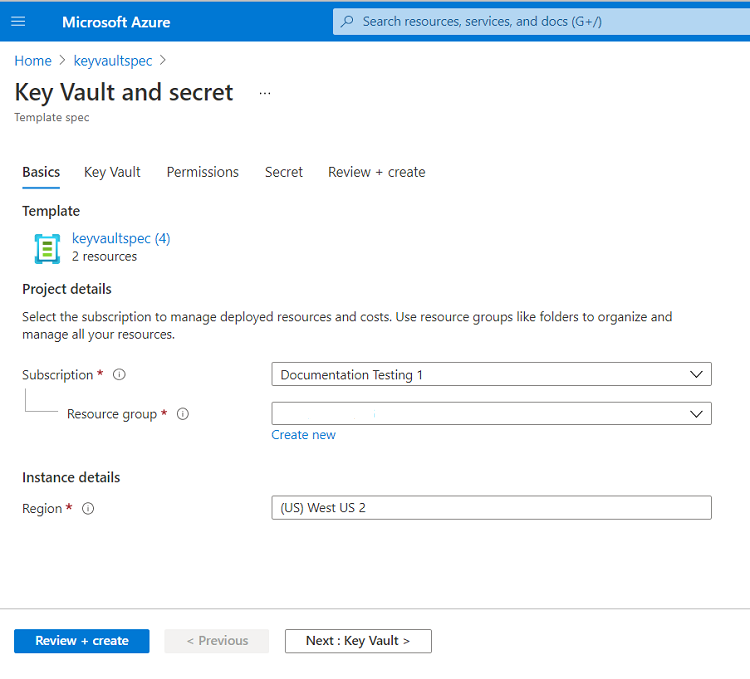 Microsoft Azure
Search resources, services, and docs (G+/)
Home > keyvaultspec >
Key Vault and secret ...
Template spec
Basics Key Vault Permissions Secret Review + create
Template
keyvaultspec (4)
2 resources
Project details
Select the subscription to manage deployed resources and costs. Use resource groups like folders to organize and
manage all your resources.
Subscription *
Documentation Testing 1
Resource group *
Create new
Instance details
Region *
(US) West US 2
Review + create
< Previous
Next : Key Vault >